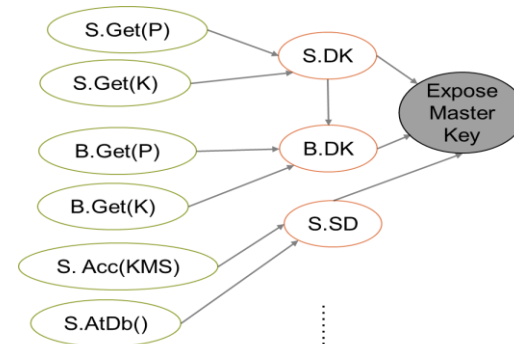 S.Get(P)
S.DK
S.Get(K)
Expose
Master
Key
B.Get(P)
B.DK
B.Get(K)
S.SD
S. Acc(KMS)
S.AtDb()